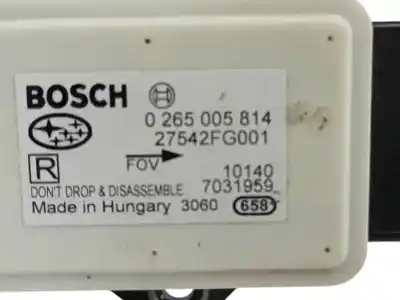 BOSCH
0 265 005 814
27542FG001
R
FOV
10140
DON'T DROP & DISASSEMBLE 7031959
Made in Hungary 3060 658